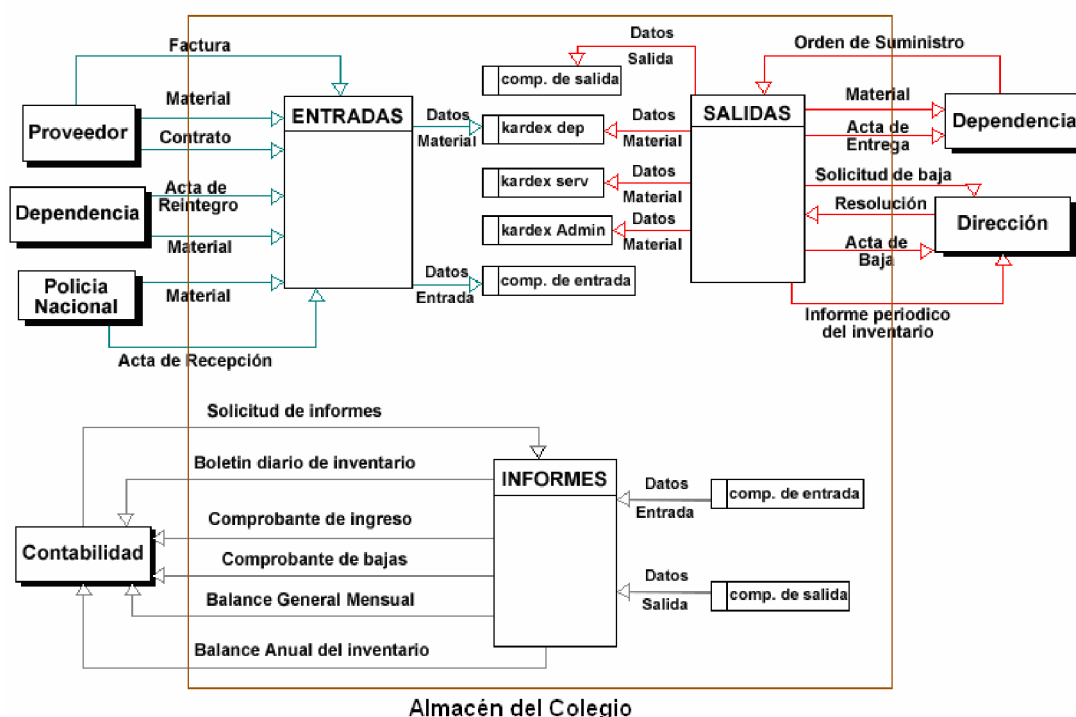 Factura
Material
Proveedor
Contrato
Acta de
Reintegro
Dependencia
Material
Policia
Nacional
Material
Acta de Recepción
ENTRADAS
Datos
Material
Datos
Entrada
Datos
Salida
comp. de salida
kardex dep
Datos
Material
kardex serv
Datos
Material
kardex Admin
Datos
Material
comp. de entrada
SALIDAS
Orden de Suministro
Material
Acta de
Entrega
Dependencia
Solicitud de baja
Resolución
Dirección
Acta de
Baja
Informe periodico
del inventario
Solicitud de informes
Boletin diario de inventario
Comprobante de ingreso
Contabilidad
Comprobante de bajas
Balance General Mensual
Balance Anual del inventario
INFORMES
Datos
Entrada
comp. de entrada
Datos
Salida
comp. de salida
Almacén del Colegio